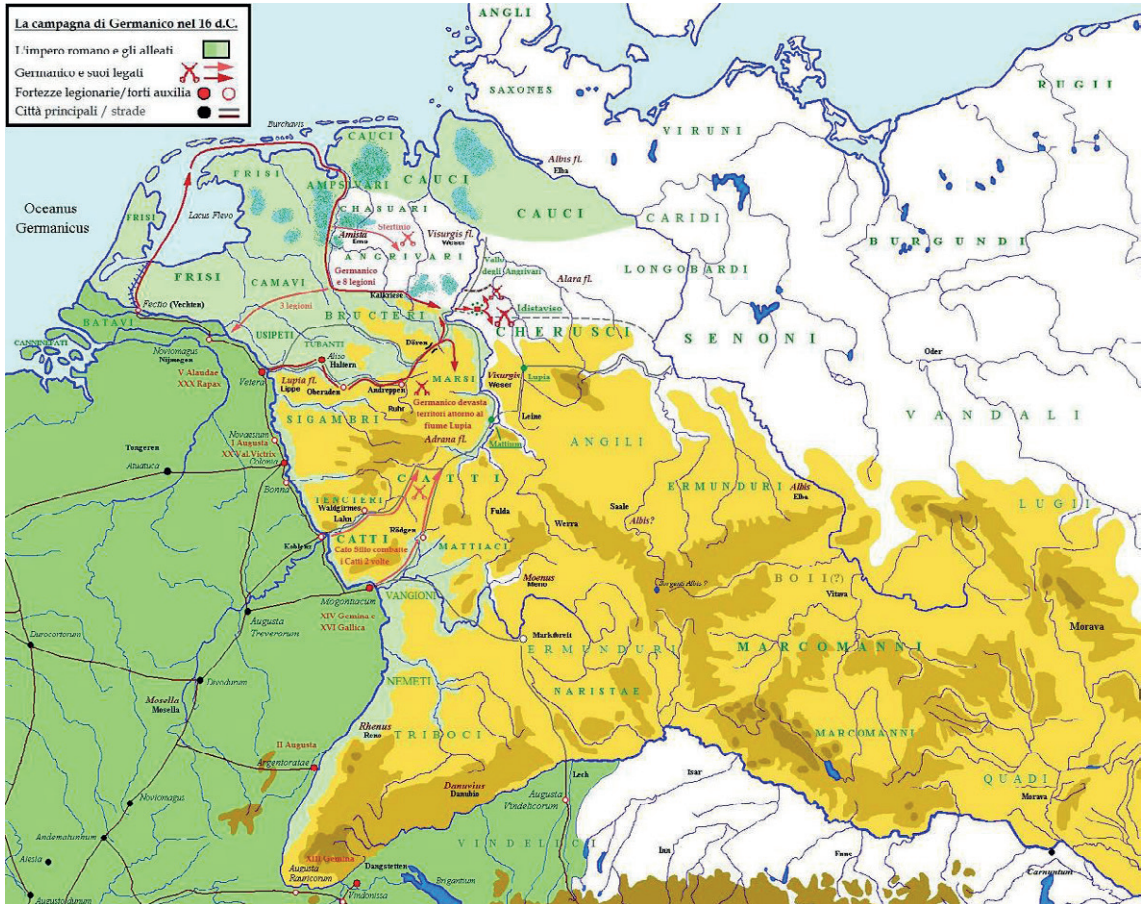 La campagna di Germanico nel 16 d.C.
L'impero romano e gli alleati
Germanico e suoi legati
Fortezze legionarie/forti auxilia
Città principali / strade
ANGLI
SAXONES
RUGII
VIRUNI
Burchavis
CAUCI
FRISI
AMPSIVARI
CAUCI
Albis fl.
Elba
CHASUARI
CAUCI
CARIDI
Oceanus
Germanicus
Lacus Flevo
FRISI
Stertinio
Amisia
Visurgis fl.
Weser
ANGRIVARI
BURGUNDI
Vallo
degli Angrivari
LONGOBARDI
Alara fl.
FRISI
CAMAVI
Germanico
e 8 legioni
Kalkriese
3 legioni
Fectio (Vechten)
Idistaviso
BRUCTERI
CHERUSCI
BATAVI
USIPETI
TUBANTI
SENONI
CANNINEFATI
Noviomagus
Nijmegen
Aliso
Haltern
Dören
Oder
V Alaudae
XXX Rapax
Vetera
Lupia fl.
Lippe
Oberaden
Andreppen
MARSI
Visurgis
Weser
Lupia
Ruhr
Germanico devasta
territori attorno al
fiume Lupia
Leine
SIGAMBRI
VANDALI
Adrana fl.
Mattium
ANGILI
Novaesium
I Augusta
XX Val.Victrix
Colonia
Tongeren
Atuatuca
Bonna
CATTI
ERMUNDURI
Albis
Elba
LUGII
TENCTERI
Waldgirmes
Lahn
Fulda
Werra
Saale
Albis?
Rödgen
Koblenz
CATTI
Caio Silio combatte
i Catti 2 volte
MATTIACI
Moenus
Meno
BOII(?)
Vltava
Mogontiacum
VANGIONI
XIV Gemina e
XVI Gallica
Augusta
Treverorum
Durocortorum
Marktbreit
ERMUNDURI
MARCOMANNI
Morava
Divodurum
NEMETI
NARISTAE
Mosella
Mosella
Rhenus
Reno
TRIBOCI
MARCOMANNI
II Augusta
Argentoratae
Lech
Isar
QUADI
Danuvius
Danubio
Noviomagus
Augusta
Vindelicorum
Morava
Andematunnum
VINDELICI
Inn
Alesia
XIII Gemina
Dangstetten
Augusta
Rauricorum
Brigantium
Carnuntum
Vindonissa
Augustodunum